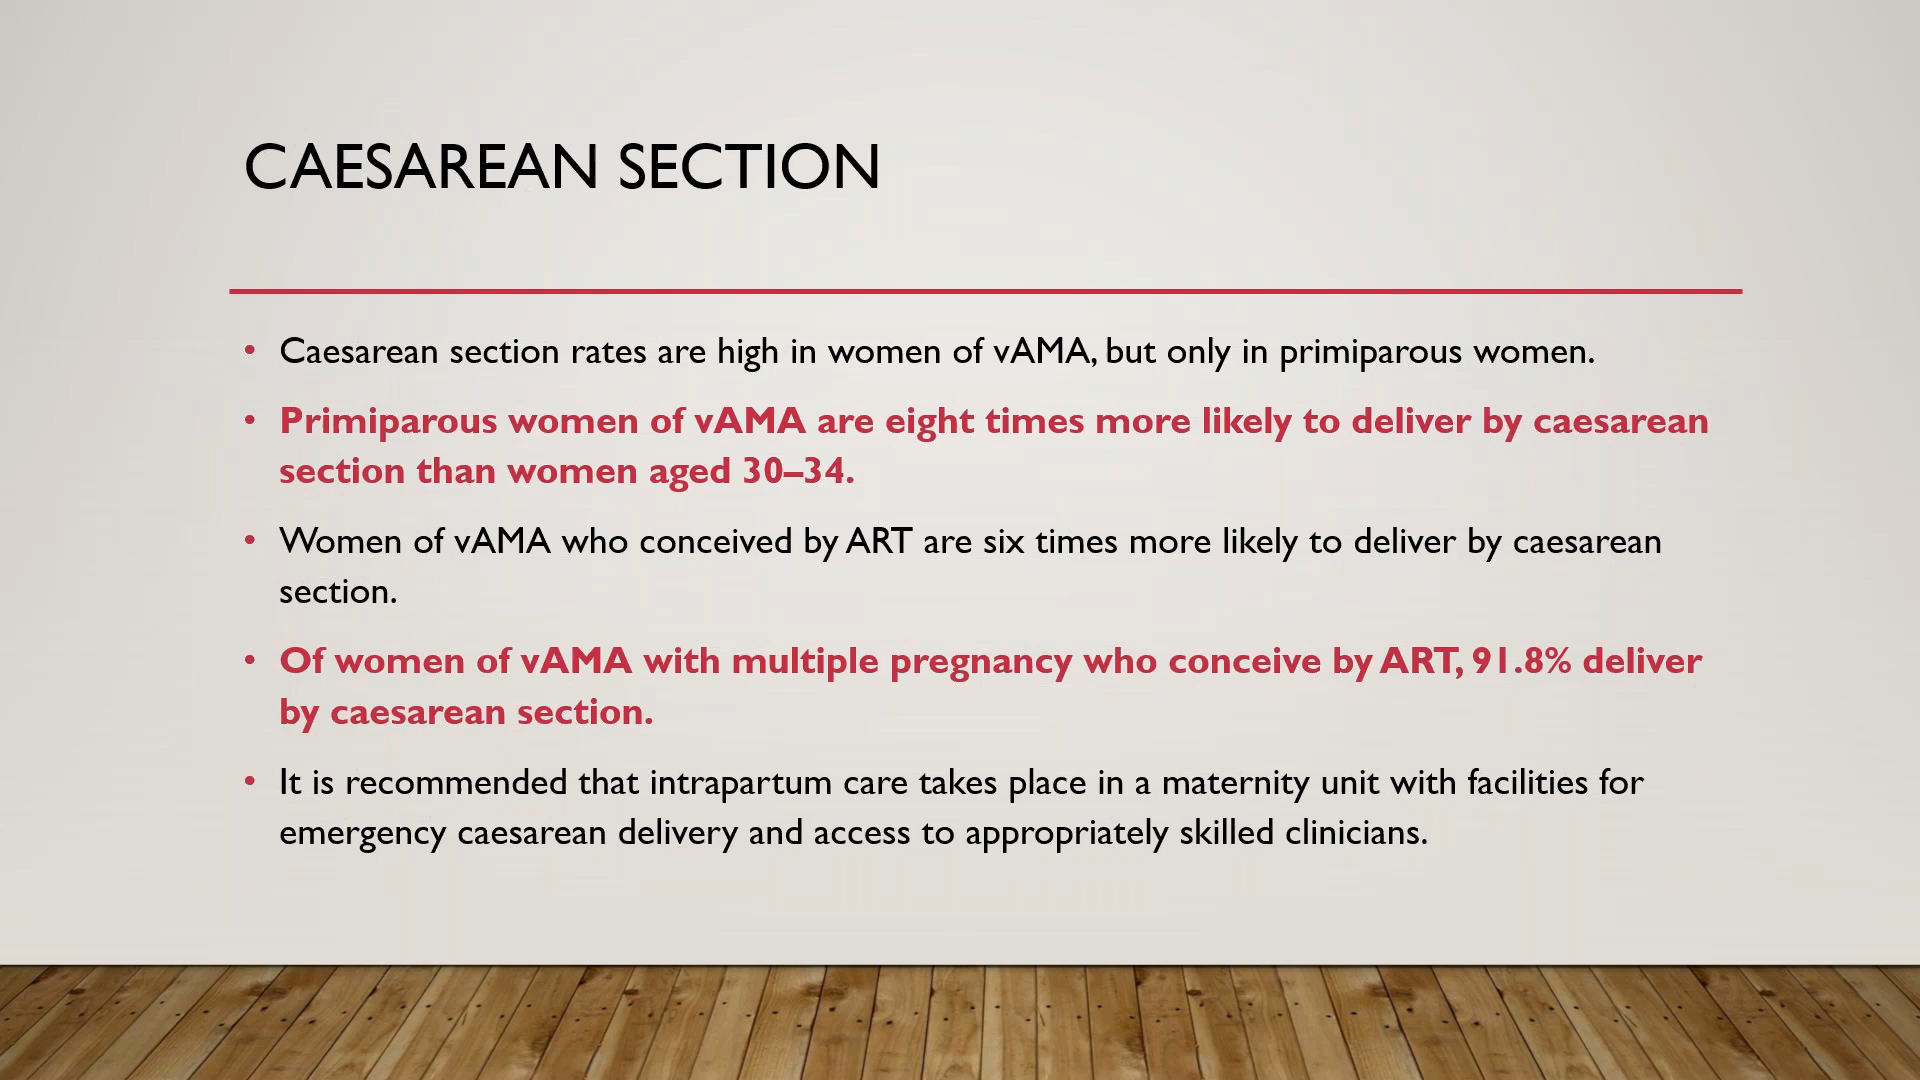 CAESAREAN SECTION
• Caesarean section rates are high in women of vAMA, but only in primiparous women.
• Primiparous women of vAMA are eight times more likely to deliver by caesarean
section than women aged 30–34.
• Women of vAMA who conceived by ART are six times more likely to deliver by caesarean
section.
• Of women of vAMA with multiple pregnancy who conceive by ART, 91.8% deliver
by caesarean section.
• It is recommended that intrapartum care takes place in a maternity unit with facilities for
emergency caesarean delivery and access to appropriately skilled clinicians.